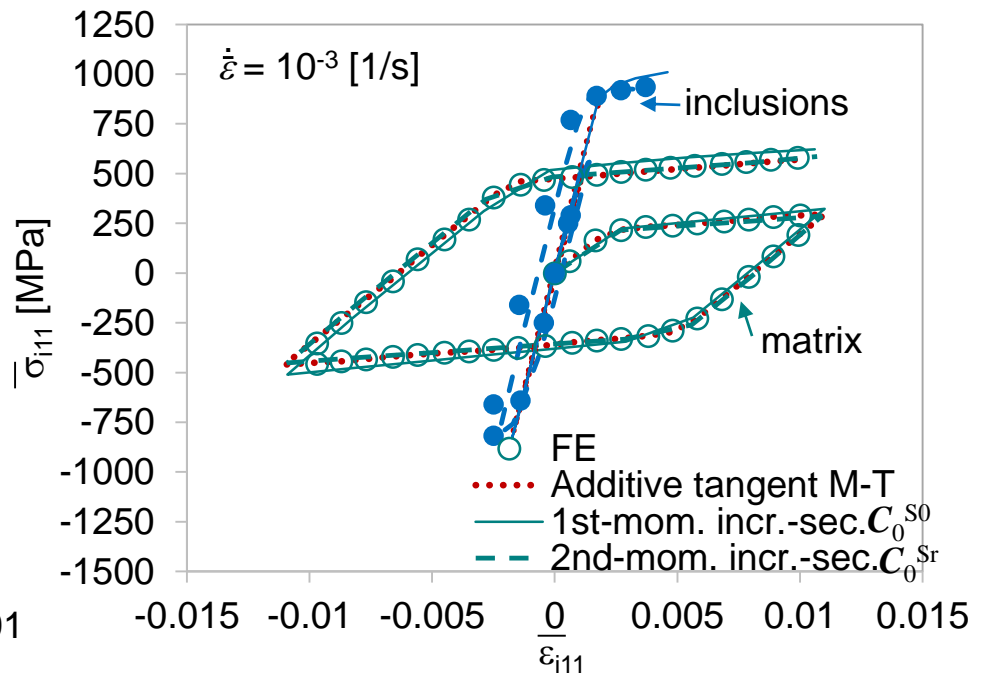 1250
1000
750
500
250
0
-250
-500
-750
-1000
-1250
-1500
σ̅i11 [MPa]
ε̇̅ = 10-3 [1/s]
inclusions
matrix
FE
Additive tangent M-T
1st-mom. incr.-sec.C0S0
2nd-mom. incr.-sec.C0Sr
-0.015 -0.01 -0.005 0 0.005 0.01 0.015
ε̅i11
01